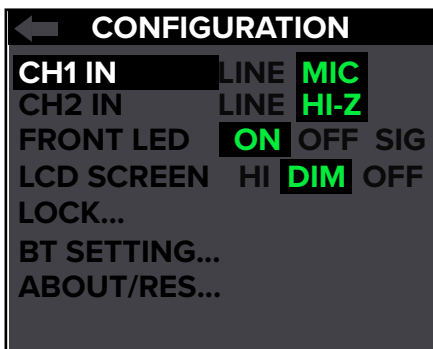 CONFIGURATION
CH1 IN LINE MIC
CH2 IN LINE HI-Z
FRONT LED ON OFF SIG
LCD SCREEN HI DIM OFF
LOCK...
BT SETTING...
ABOUT/RES...